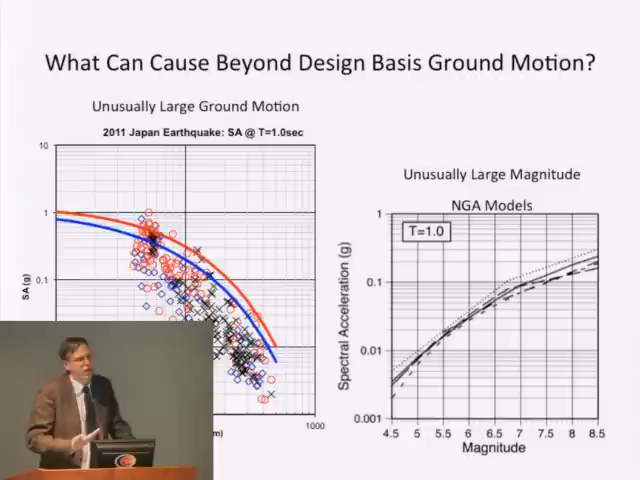 What Can Cause Beyond Design Basis Ground Motion?
Unusually Large Ground Motion
2011 Japan Earthquake: SA @ T=1.0sec
10
1
0.1
SA (g)
m)
1000
Unusually Large Magnitude
NGA Models
T=1.0
1
0.1
0.01
0.001
Spectral Acceleration (g)
4.5 5 5.5 6 6.5 7 7.5 8 8.5
Magnitude